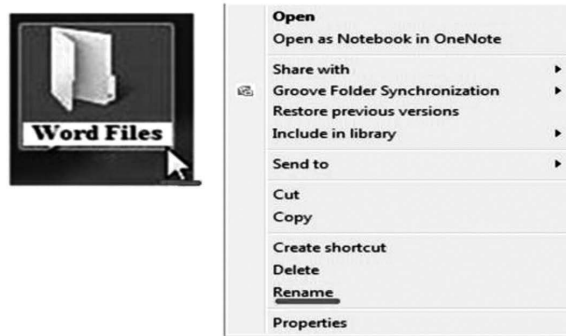 Word Files
Open
Open as Notebook in OneNote
Share with
Groove Folder Synchronization
Restore previous versions
Include in library
Send to
Cut
Copy
Create shortcut
Delete
Rename
Properties